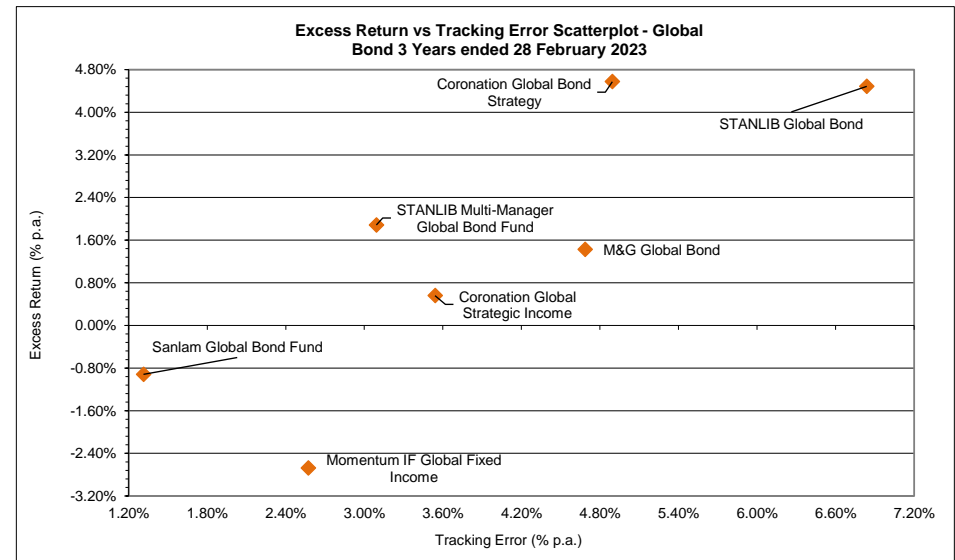 Excess Return vs Tracking Error Scatterplot - Global
Bond 3 Years ended 28 February 2023
Excess Return (% p.a.)
4.80%
4.00%
3.20%
2.40%
1.60%
0.80%
0.00%
-0.80%
-1.60%
-2.40%
-3.20%
Coronation Global Bond
Strategy
STANLIB Global Bond
STANLIB Multi-Manager
Global Bond Fund
M&G Global Bond
Coronation Global
Strategic Income
Sanlam Global Bond Fund
Momentum IF Global Fixed
Income
1.20% 1.80% 2.40% 3.00% 3.60% 4.20% 4.80% 5.40% 6.00% 6.60% 7.20%
Tracking Error (% p.a.)